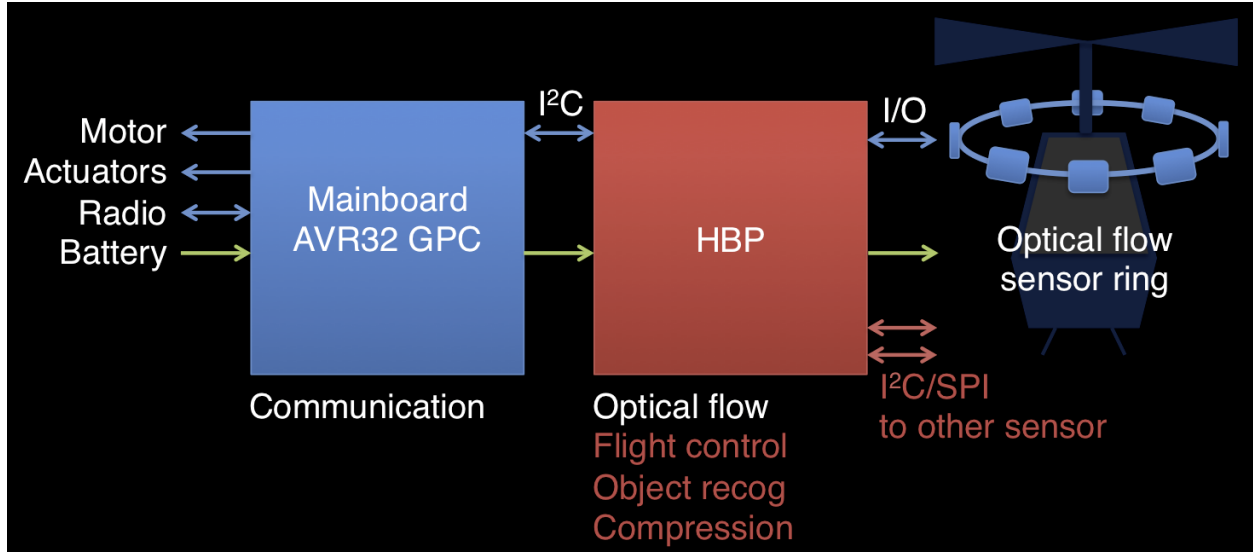 Motor
Actuators
Radio
Battery
Mainboard
AVR32 GPC
Communication
I²C
HBP
Optical flow
Flight control
Object recog
Compression
I/O
Optical flow
sensor ring
I²C/SPI
to other sensor